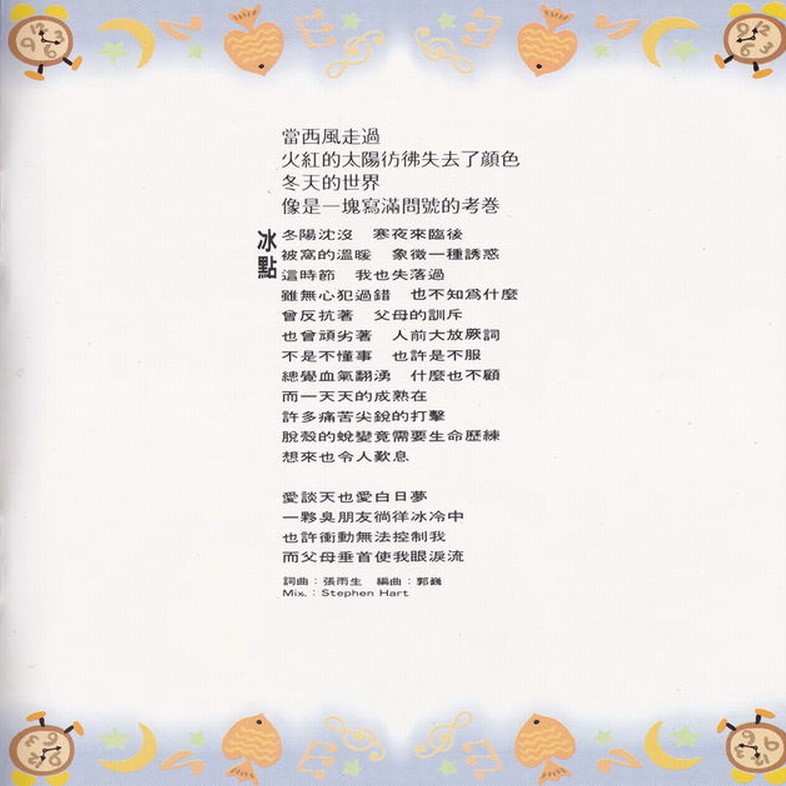 當西風走過
火紅的太陽彷彿失去了顏色
冬天的世界
像是一塊寫滿問號的考卷
冰點
冬陽沈沒　寒夜來臨後
被窩的溫暖　象徵一種誘惑
這時節　我也失落過
雖無心犯過錯　也不知為什麼
曾反抗著　父母的訓斥
也曾頑劣著　人前大放厥詞
不是不懂事　也許是不服
總覺血氣翻湧　什麼也不顧
而一天天的成熟在
許多痛苦尖銳的打擊
脫殼的蛻變竟需要生命歷練
想來也令人歎息
愛談天也愛白日夢
一夥臭朋友徜徉冰冷中
也許衝動無法控制我
而父母垂首使我眼淚流
詞曲：張雨生　編曲：郭巍
Mix.：Stephen Hart